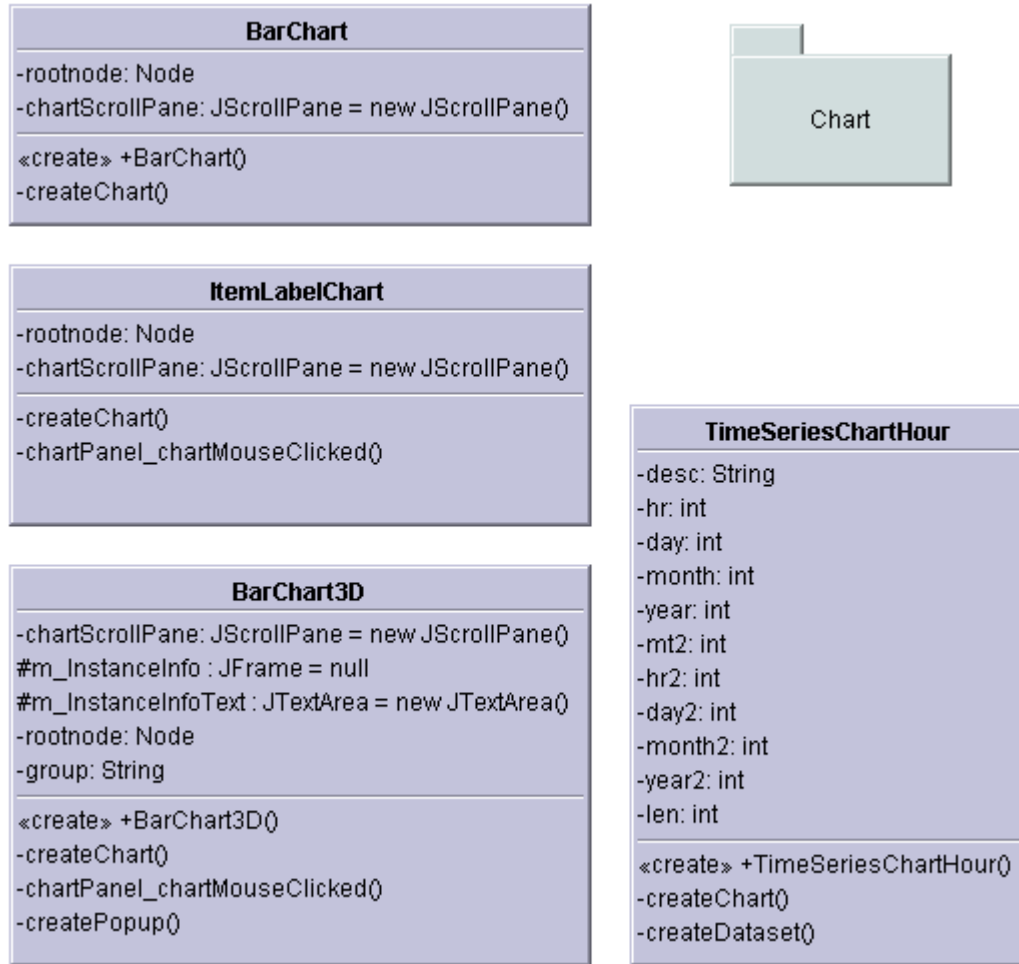 BarChart
-rootnode: Node
-chartScrollPane: JScrollPane = new JScrollPane()
«create» +BarChart()
-createChart()
Chart
ItemLabelChart
-rootnode: Node
-chartScrollPane: JScrollPane = new JScrollPane()
-createChart()
-chartPanel_chartMouseClicked()
BarChart3D
-chartScrollPane: JScrollPane = new JScrollPane()
#m_InstanceInfo : JFrame = null
#m_InstanceInfoText : JTextArea = new JTextArea()
-rootnode: Node
-group: String
«create» +BarChart3D()
-createChart()
-chartPanel_chartMouseClicked()
-createPopup()
TimeSeriesChartHour
-desc: String
-hr: int
-day: int
-month: int
-year: int
-mt2: int
-hr2: int
-day2: int
-month2: int
-year2: int
-len: int
«create» +TimeSeriesChartHour()
-createChart()
-createDataset()